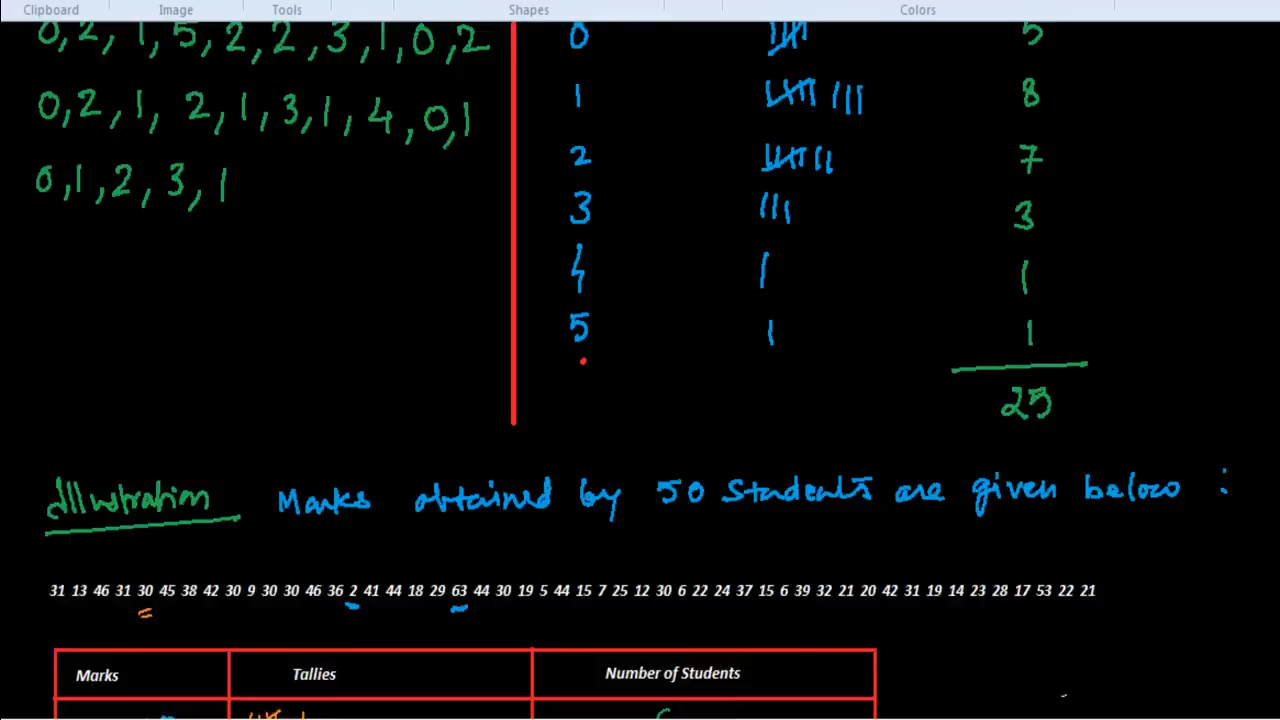 Clipboard Image Tools Shapes Colors
0, 2, 1, 5, 2, 2, 3, 1, 0, 2
0, 2, 1, 2, 1, 3, 1, 4, 0, 1
0, 1, 2, 3, 1
0 5
1 8
2 7
3 3
4 1
5 1
25
Illustration Marks obtained by 50 Students are given below :
31 13 46 31 30 45 38 42 30 9 30 30 46 36 2 41 44 18 29 63 44 30 19 5 44 15 7 25 12 30 6 22 24 37 15 6 39 32 21 20 42 31 19 14 23 28 17 53 22 21
Marks Tallies Number of Students